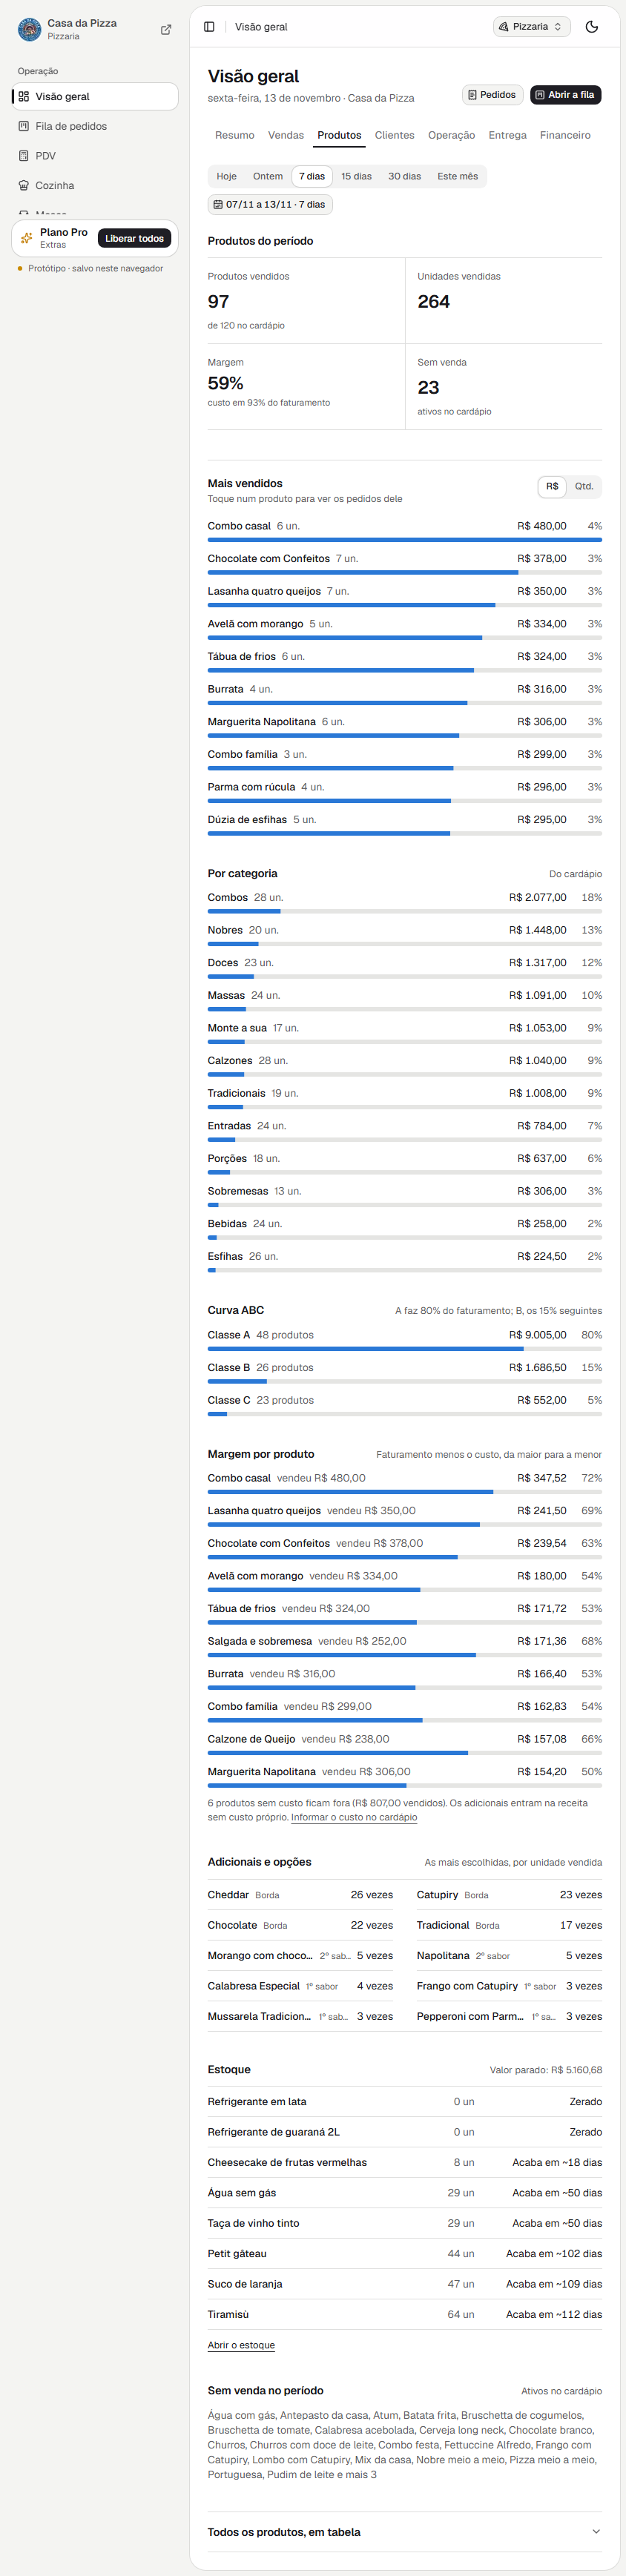 Casa da Pizza
Pizzaria
Operação
Visão geral
Fila de pedidos
PDV
Cozinha
Plano Pro
Extras
Liberar todos
Protótipo · salvo neste navegador
Visão geral
Pizzaria
Visão geral
sexta-feira, 13 de novembro · Casa da Pizza
Pedidos
Abrir a fila
Resumo Vendas Produtos Clientes Operação Entrega Financeiro
Hoje Ontem 7 dias 15 dias 30 dias Este mês
07/11 a 13/11 · 7 dias
Produtos do período
Produtos vendidos
97
de 120 no cardápio
Unidades vendidas
264
Margem
59%
custo em 93% do faturamento
Sem venda
23
ativos no cardápio
Mais vendidos
Toque num produto para ver os pedidos dele
R$ Qtd.
Combo casal 6 un. R$ 480,00 4%
Chocolate com Confeitos 7 un. R$ 378,00 3%
Lasanha quatro queijos 7 un. R$ 350,00 3%
Avelã com morango 5 un. R$ 334,00 3%
Tábua de frios 6 un. R$ 324,00 3%
Burrata 4 un. R$ 316,00 3%
Marguerita Napolitana 6 un. R$ 306,00 3%
Combo família 3 un. R$ 299,00 3%
Parma com rúcula 4 un. R$ 296,00 3%
Dúzia de esfihas 5 un. R$ 295,00 3%
Por categoria Do cardápio
Combos 28 un. R$ 2.077,00 18%
Nobres 20 un. R$ 1.448,00 13%
Doces 23 un. R$ 1.317,00 12%
Massas 24 un. R$ 1.091,00 10%
Monte a sua 17 un. R$ 1.053,00 9%
Calzones 28 un. R$ 1.040,00 9%
Tradicionais 19 un. R$ 1.008,00 9%
Entradas 24 un. R$ 784,00 7%
Porções 18 un. R$ 637,00 6%
Sobremesas 13 un. R$ 306,00 3%
Bebidas 24 un. R$ 258,00 2%
Esfihas 26 un. R$ 224,50 2%
Curva ABC A faz 80% do faturamento; B, os 15% seguintes
Classe A 48 produtos R$ 9.005,00 80%
Classe B 26 produtos R$ 1.686,50 15%
Classe C 23 produtos R$ 552,00 5%
Margem por produto Faturamento menos o custo, da maior para a menor
Combo casal vendeu R$ 480,00 R$ 347,52 72%
Lasanha quatro queijos vendeu R$ 350,00 R$ 241,50 69%
Chocolate com Confeitos vendeu R$ 378,00 R$ 239,54 63%
Avelã com morango vendeu R$ 334,00 R$ 180,00 54%
Tábua de frios vendeu R$ 324,00 R$ 171,72 53%
Salgada e sobremesa vendeu R$ 252,00 R$ 171,36 68%
Burrata vendeu R$ 316,00 R$ 166,40 53%
Combo família vendeu R$ 299,00 R$ 162,83 54%
Calzone de Queijo vendeu R$ 238,00 R$ 157,08 66%
Marguerita Napolitana vendeu R$ 306,00 R$ 154,20 50%
6 produtos sem custo ficam fora (R$ 807,00 vendidos). Os adicionais entram na receita
sem custo próprio. Informar o custo no cardápio
Adicionais e opções As mais escolhidas, por unidade vendida
Cheddar Borda 26 vezes Catupiry Borda 23 vezes
Chocolate Borda 22 vezes Tradicional Borda 17 vezes
Morango com choco... 2º sab... 5 vezes Napolitana 2º sabor 5 vezes
Calabresa Especial 1º sabor 4 vezes Frango com Catupiry 1º sabor 3 vezes
Mussarela Tradicion... 1º sab... 3 vezes Pepperoni com Parm... 1º sa... 3 vezes
Estoque Valor parado: R$ 5.160,68
Refrigerante em lata 0 un Zerado
Refrigerante de guaraná 2L 0 un Zerado
Cheesecake de frutas vermelhas 8 un Acaba em ~18 dias
Água sem gás 29 un Acaba em ~50 dias
Taça de vinho tinto 29 un Acaba em ~50 dias
Petit gâteau 44 un Acaba em ~102 dias
Suco de laranja 47 un Acaba em ~109 dias
Tiramisù 64 un Acaba em ~112 dias
Abrir o estoque
Sem venda no período Ativos no cardápio
Água com gás, Antepasto da casa, Atum, Batata frita, Bruschetta de cogumelos,
Bruschetta de tomate, Calabresa acebolada, Cerveja long neck, Chocolate branco,
Churros, Churros com doce de leite, Combo festa, Fettuccine Alfredo, Frango com
Catupiry, Lombo com Catupiry, Mix da casa, Nobre meio a meio, Pizza meio a meio,
Portuguesa, Pudim de leite e mais 3
Todos os produtos, em tabela